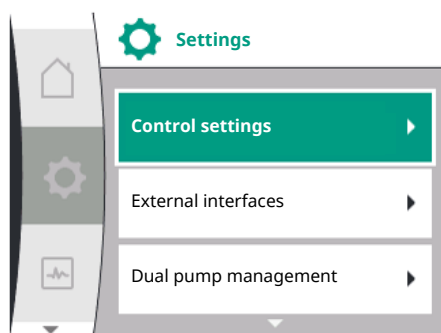 Settings
Control settings
External interfaces
Dual pump management